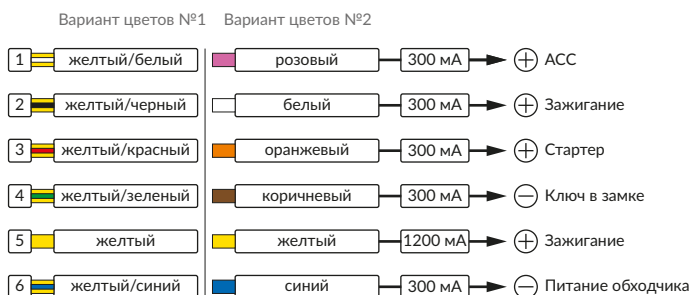 Вариант цветов №1 Вариант цветов №2
1 желтый/белый розовый 300 мА + ACC
2 желтый/черный белый 300 мА + Зажигание
3 желтый/красный оранжевый 300 мА + Стартер
4 желтый/зеленый коричневый 300 мА − Ключ в замке
5 желтый желтый 1200 мА + Зажигание
6 желтый/синий синий 300 мА − Питание обходчика